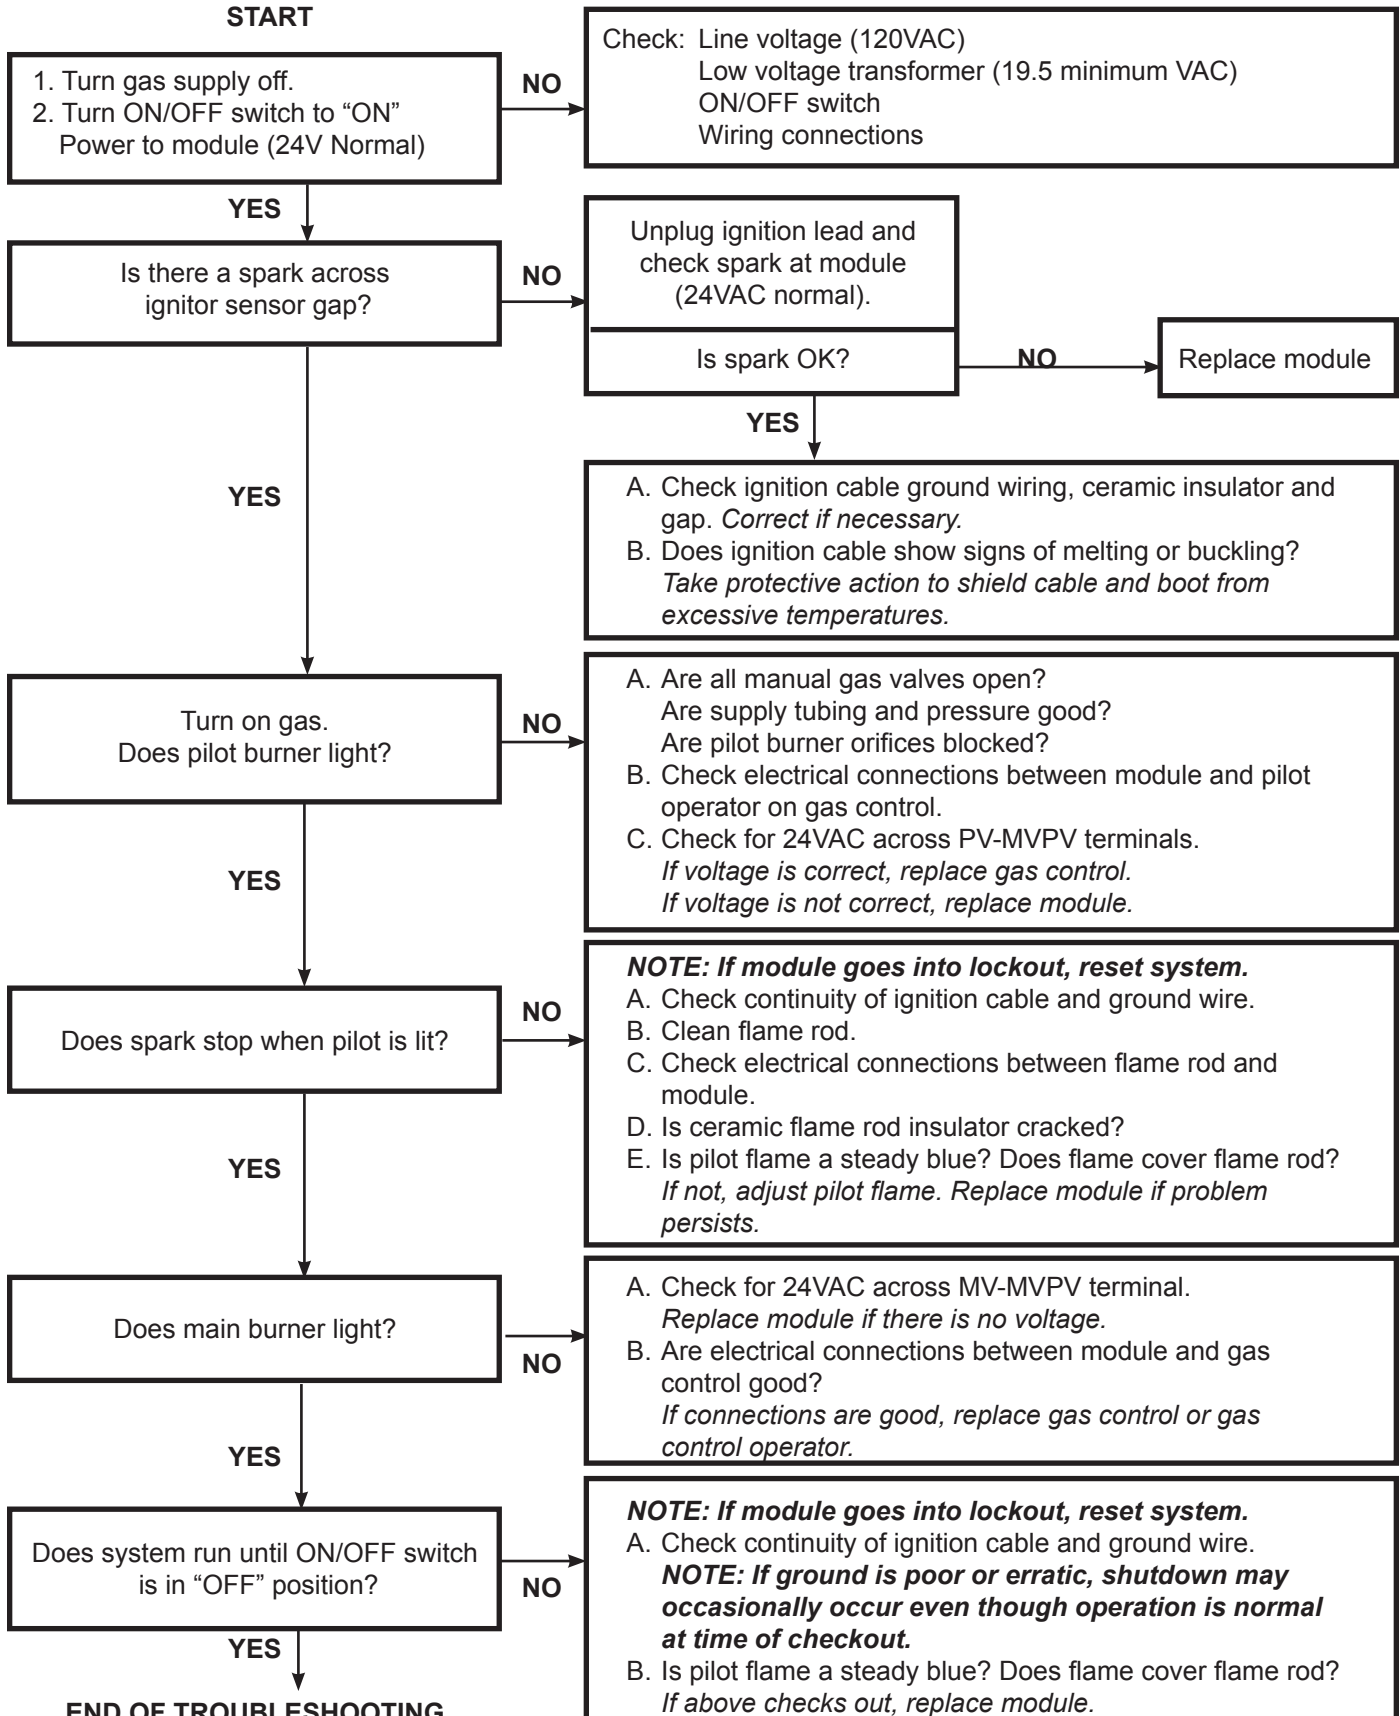 START
1. Turn gas supply off.
2. Turn ON/OFF switch to “ON”
Power to module (24V Normal)
NO
Check: Line voltage (120VAC)
Low voltage transformer (19.5 minimum VAC)
ON/OFF switch
Wiring connections
YES
Is there a spark across
ignitor sensor gap?
NO
Unplug ignition lead and
check spark at module
(24VAC normal).
Is spark OK?
NO
Replace module
YES
A. Check ignition cable ground wiring, ceramic insulator and
gap. Correct if necessary.
B. Does ignition cable show signs of melting or buckling?
Take protective action to shield cable and boot from
excessive temperatures.
YES
Turn on gas.
Does pilot burner light?
NO
A. Are all manual gas valves open?
Are supply tubing and pressure good?
Are pilot burner orifices blocked?
B. Check electrical connections between module and pilot
operator on gas control.
C. Check for 24VAC across PV-MVPV terminals.
If voltage is correct, replace gas control.
If voltage is not correct, replace module.
YES
Does spark stop when pilot is lit?
NO
NOTE: If module goes into lockout, reset system.
A. Check continuity of ignition cable and ground wire.
B. Clean flame rod.
C. Check electrical connections between flame rod and
module.
D. Is ceramic flame rod insulator cracked?
E. Is pilot flame a steady blue? Does flame cover flame rod?
If not, adjust pilot flame. Replace module if problem
persists.
YES
Does main burner light?
NO
A. Check for 24VAC across MV-MVPV terminal.
Replace module if there is no voltage.
B. Are electrical connections between module and gas
control good?
If connections are good, replace gas control or gas
control operator.
YES
Does system run until ON/OFF switch
is in “OFF” position?
NO
NOTE: If module goes into lockout, reset system.
A. Check continuity of ignition cable and ground wire.
NOTE: If ground is poor or erratic, shutdown may
occasionally occur even though operation is normal
at time of checkout.
B. Is pilot flame a steady blue? Does flame cover flame rod?
If above checks out, replace module.
YES
END OF TROUBLESHOOTING